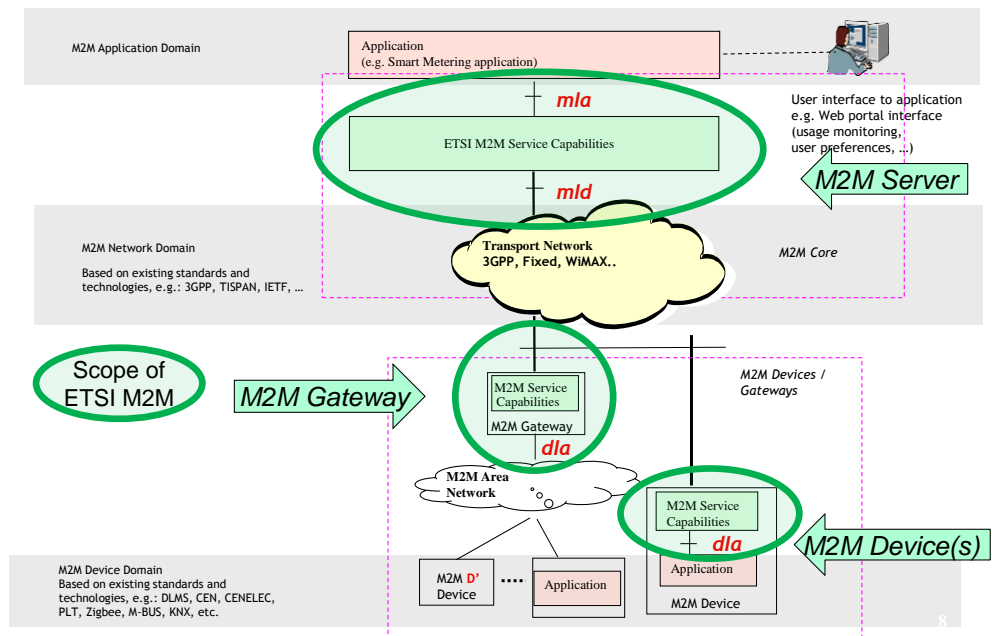 M2M Application Domain
Application
(e.g. Smart Metering application)
mIa
User interface to application
e.g. Web portal interface
(usage monitoring,
user preferences, …)
ETSI M2M Service Capabilities
M2M Server
mId
M2M Network Domain
Based on existing standards and
technologies, e.g.: 3GPP, TISPAN, IETF, …
Transport Network
3GPP, Fixed, WiMAX..
M2M Core
Scope of
ETSI M2M
M2M Gateway
M2M Service
Capabilities
M2M Gateway
dIa
M2M Devices /
Gateways
M2M Area
Network
M2M Service
Capabilities
dIa
M2M Device(s)
Application
M2M Device
M2M Device Domain
Based on existing standards and
technologies, e.g.: DLMS, CEN, CENELEC,
PLT, Zigbee, M-BUS, KNX, etc.
M2M D'
Device
.....
Application
8